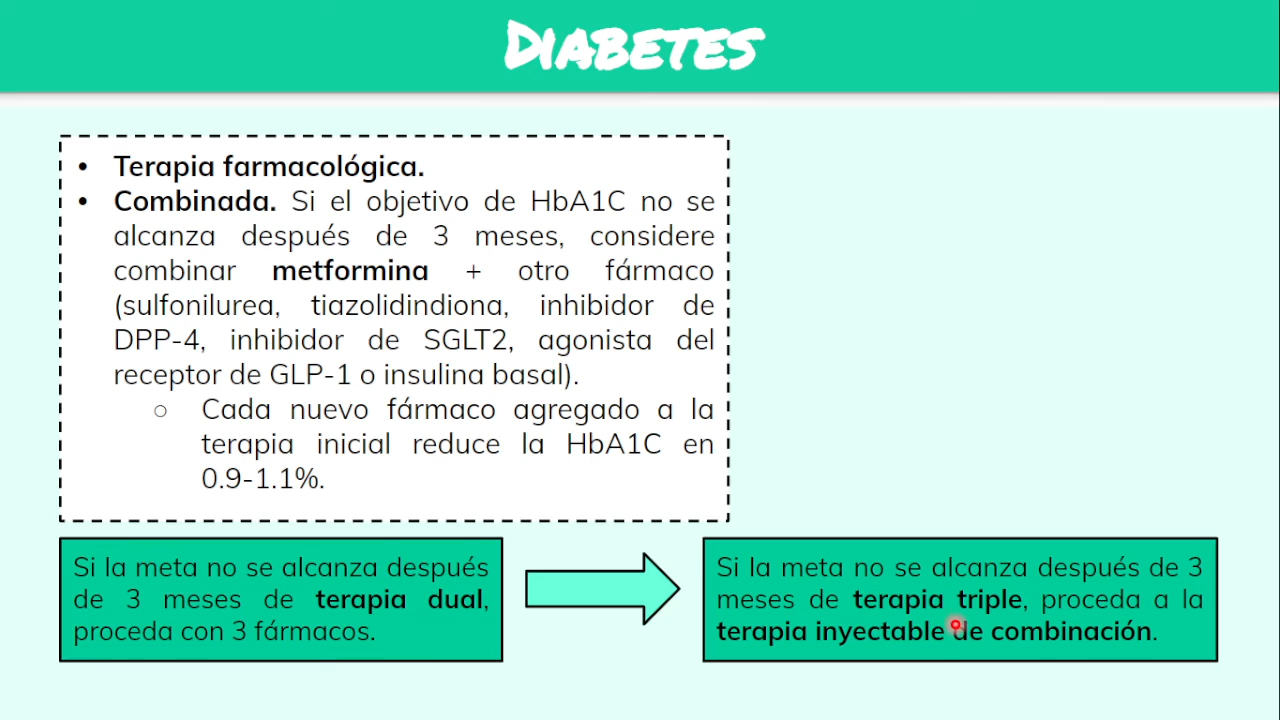 DIABETES
• Terapia farmacológica.
• Combinada. Si el objetivo de HbA1C no se
alcanza después de 3 meses, considere
combinar metformina + otro fármaco
(sulfonilurea, tiazolidindiona, inhibidor de
DPP-4, inhibidor de SGLT2, agonista del
receptor de GLP-1 o insulina basal).
○ Cada nuevo fármaco agregado a la
terapia inicial reduce la HbA1C en
0.9-1.1%.
Si la meta no se alcanza después
de 3 meses de terapia dual,
proceda con 3 fármacos.
Si la meta no se alcanza después de 3
meses de terapia triple, proceda a la
terapia inyectable de combinación.